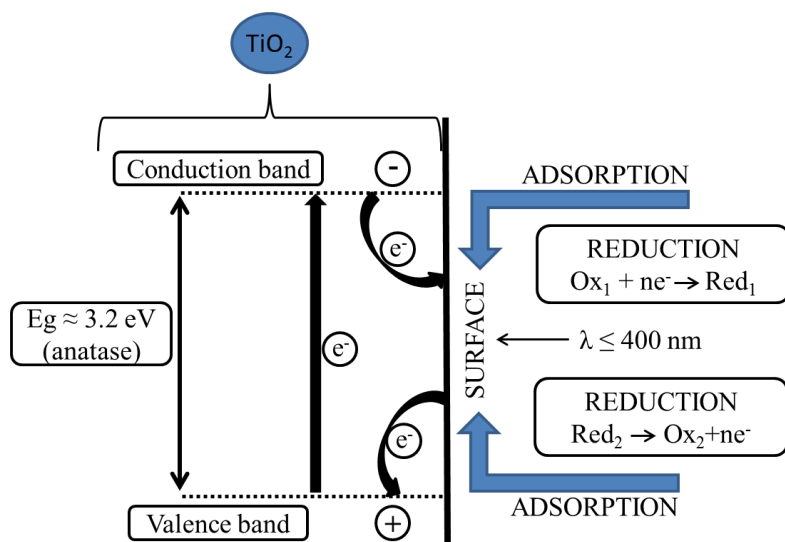 TiO₂
Conduction band
-
ADSORPTION
e⁻
REDUCTION
Ox₁ + ne⁻ → Red₁
Eg ≈ 3.2 eV
(anatase)
e⁻
SURFACE
λ ≤ 400 nm
e⁻
REDUCTION
Red₂ → Ox₂+ne⁻
Valence band
+
ADSORPTION